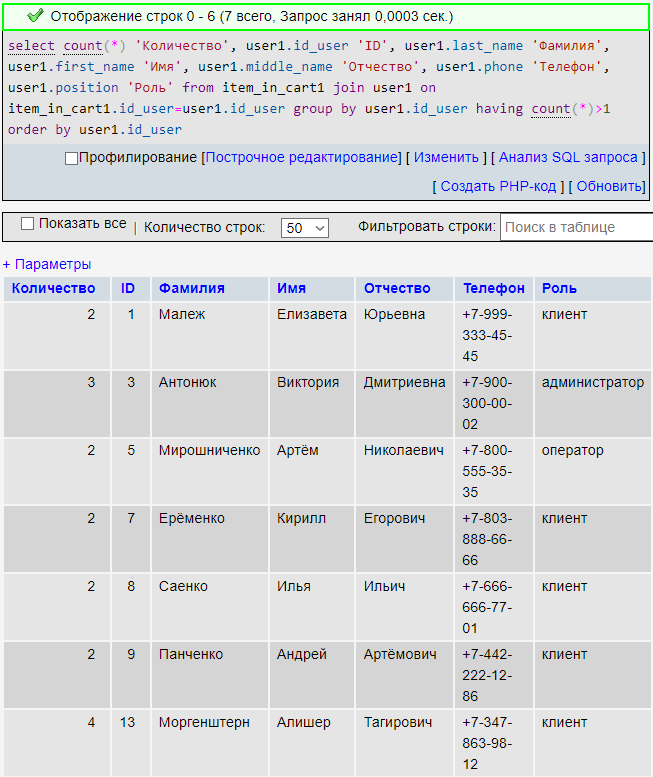 Отображение строк 0 - 6 (7 всего, Запрос занял 0,0003 сек.)
select count(*) 'Количество', user1.id_user 'ID', user1.last_name 'Фамилия',
user1.first_name 'Имя', user1.middle_name 'Отчество', user1.phone 'Телефон',
user1.position 'Роль' from item_in_cart1 join user1 on
item_in_cart1.id_user=user1.id_user group by user1.id_user having count(*)>1
order by user1.id_user
Профилирование [Построчное редактирование] [ Изменить ] [ Анализ SQL запроса ]
[ Создать PHP-код ] [ Обновить]
Показать все | Количество строк: 50 Фильтровать строки: Поиск в таблице
+ Параметры
Количество ID Фамилия Имя Отчество Телефон Роль
2 1 Малеж Елизавета Юрьевна +7-999- клиент
333-45-
45
3 3 Антонюк Виктория Дмитриевна +7-900- администратор
300-00-
02
2 5 Мирошниченко Артём Николаевич +7-800- оператор
555-35-
35
2 7 Ерёменко Кирилл Егорович +7-803- клиент
888-66-
66
2 8 Саенко Илья Ильич +7-666- клиент
666-77-
01
2 9 Панченко Андрей Артёмович +7-442- клиент
222-12-
86
4 13 Моргенштерн Алишер Тагирович +7-347- клиент
863-98-
12